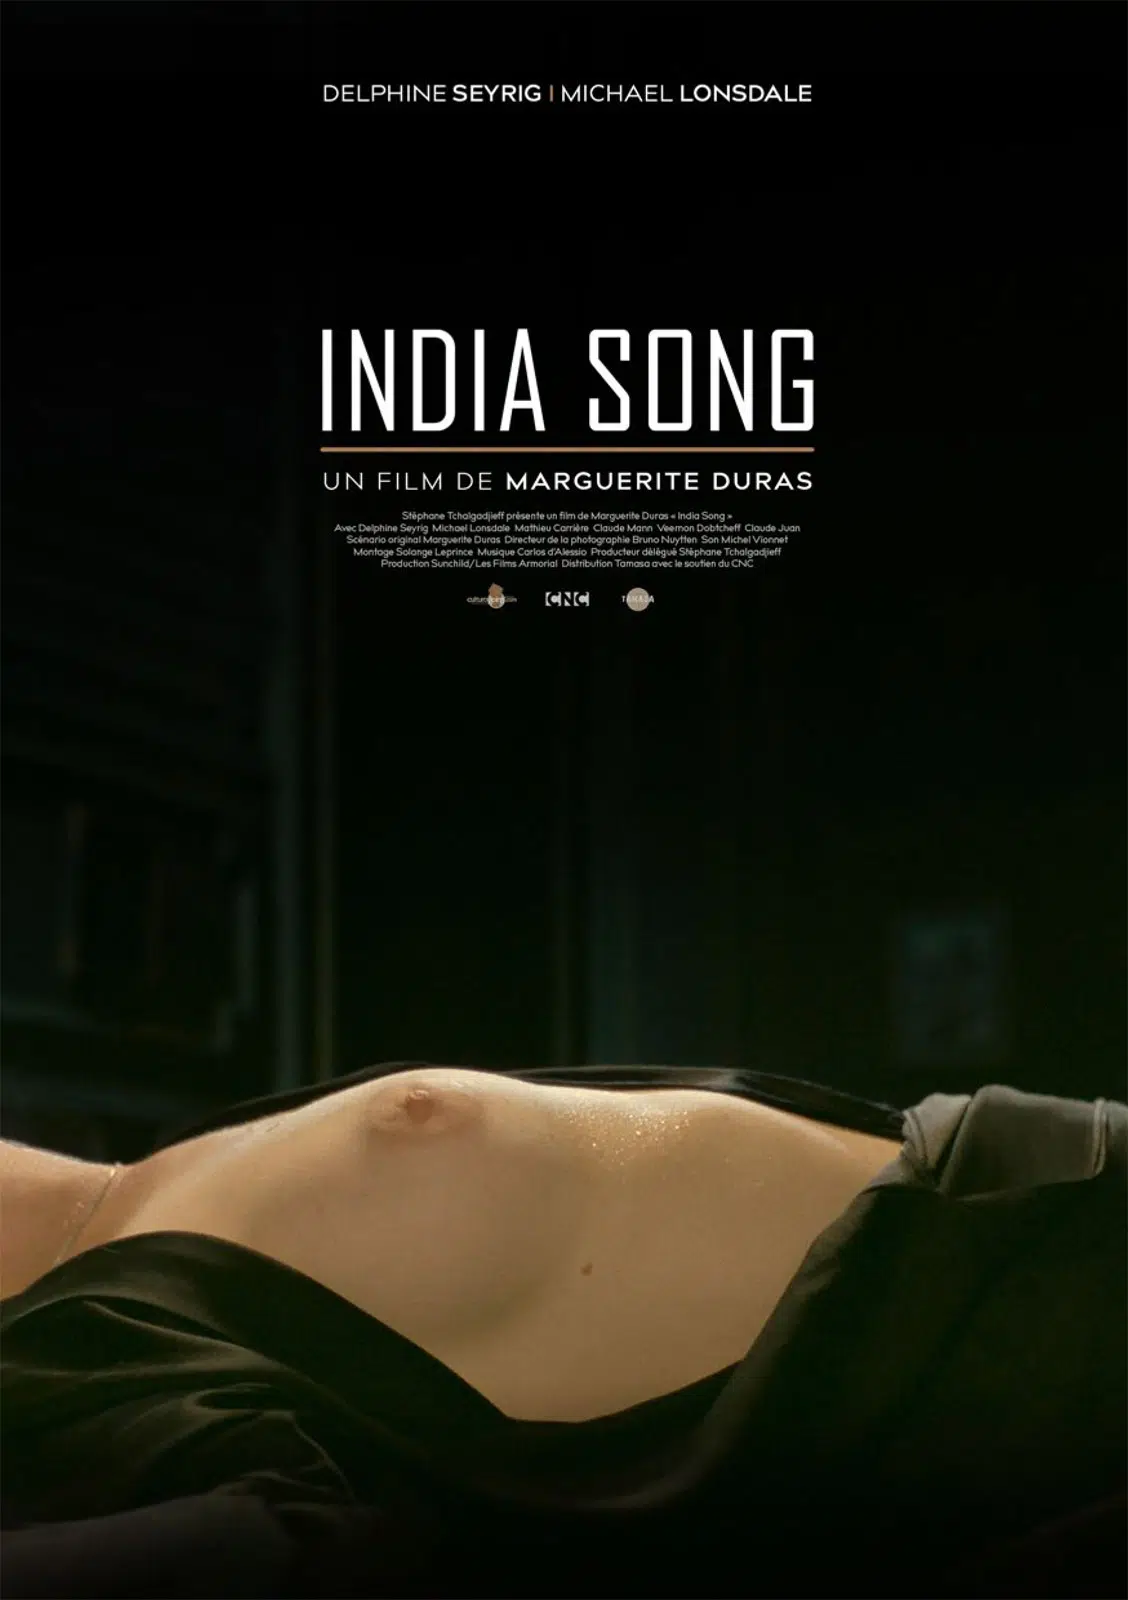 DELPHINE SEYRIG | MICHAEL LONSDALE
INDIA SONG
UN FILM DE MARGUERITE DURAS
Stéphane Tchalgadjieff présente un film de Marguerite Duras « India Song »
Avec Delphine Seyrig Michael Lonsdale Mathieu Carrière Claude Mann Veernon Dobtcheff Claude Juan
Scénario original Marguerite Duras Directeur de la photographie Bruno Nuytten Son Michel Vionnet
Montage Solange Leprince Musique Carlos d'Alessio Producteur délégué Stéphane Tchalgadjieff
Production Sunchild/Les Films Armorial Distribution Tamasa avec le soutien du CNC
CNC TAMASA